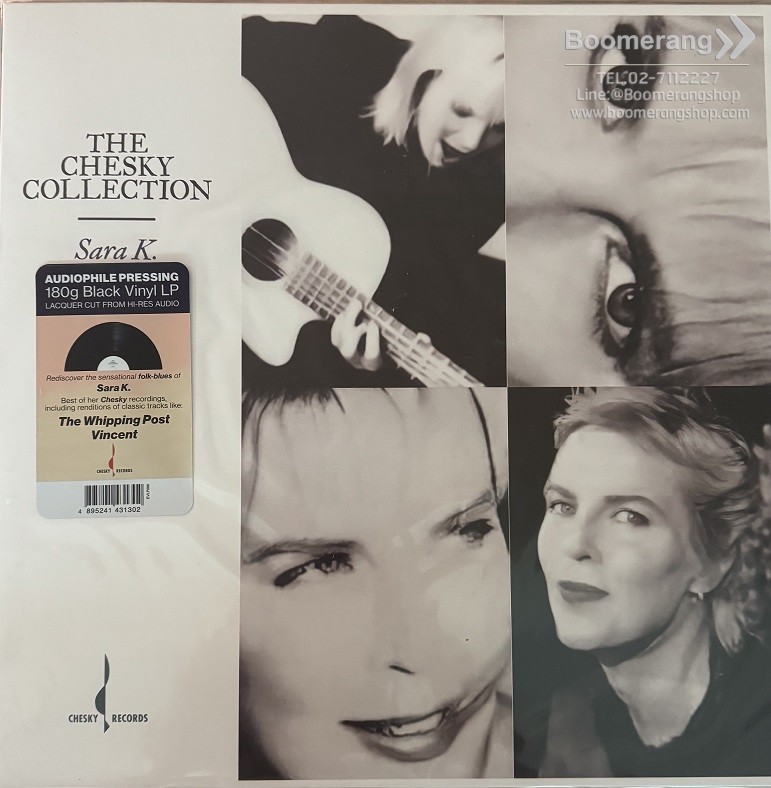 THE
CHESKY
COLLECTION
Sara K.
AUDIOPHILE PRESSING
180g Black Vinyl LP
LACQUER CUT FROM HI-RES AUDIO
Rediscover the sensational folk-blues of
Sara K.
Best of her Chesky recordings,
including renditions of classic tracks like:
The Whipping Post
Vincent
CHESKY RECORDS
4 895241 431302
CHESKY RECORDS
Boomerang
TEL.02-7112227
Line:@Boomerangshop
www.boomerangshop.com